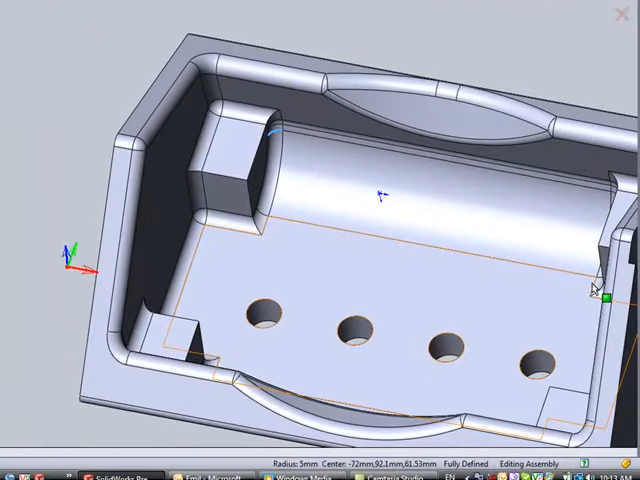 Radius: 5mm Center: -72mm,92.1mm,61.53mm Fully Defined Editing Assembly
SolidWorks Pre... Emil - Microsoft... Windows Media... Camtasia Studio... EN 10:13 AM